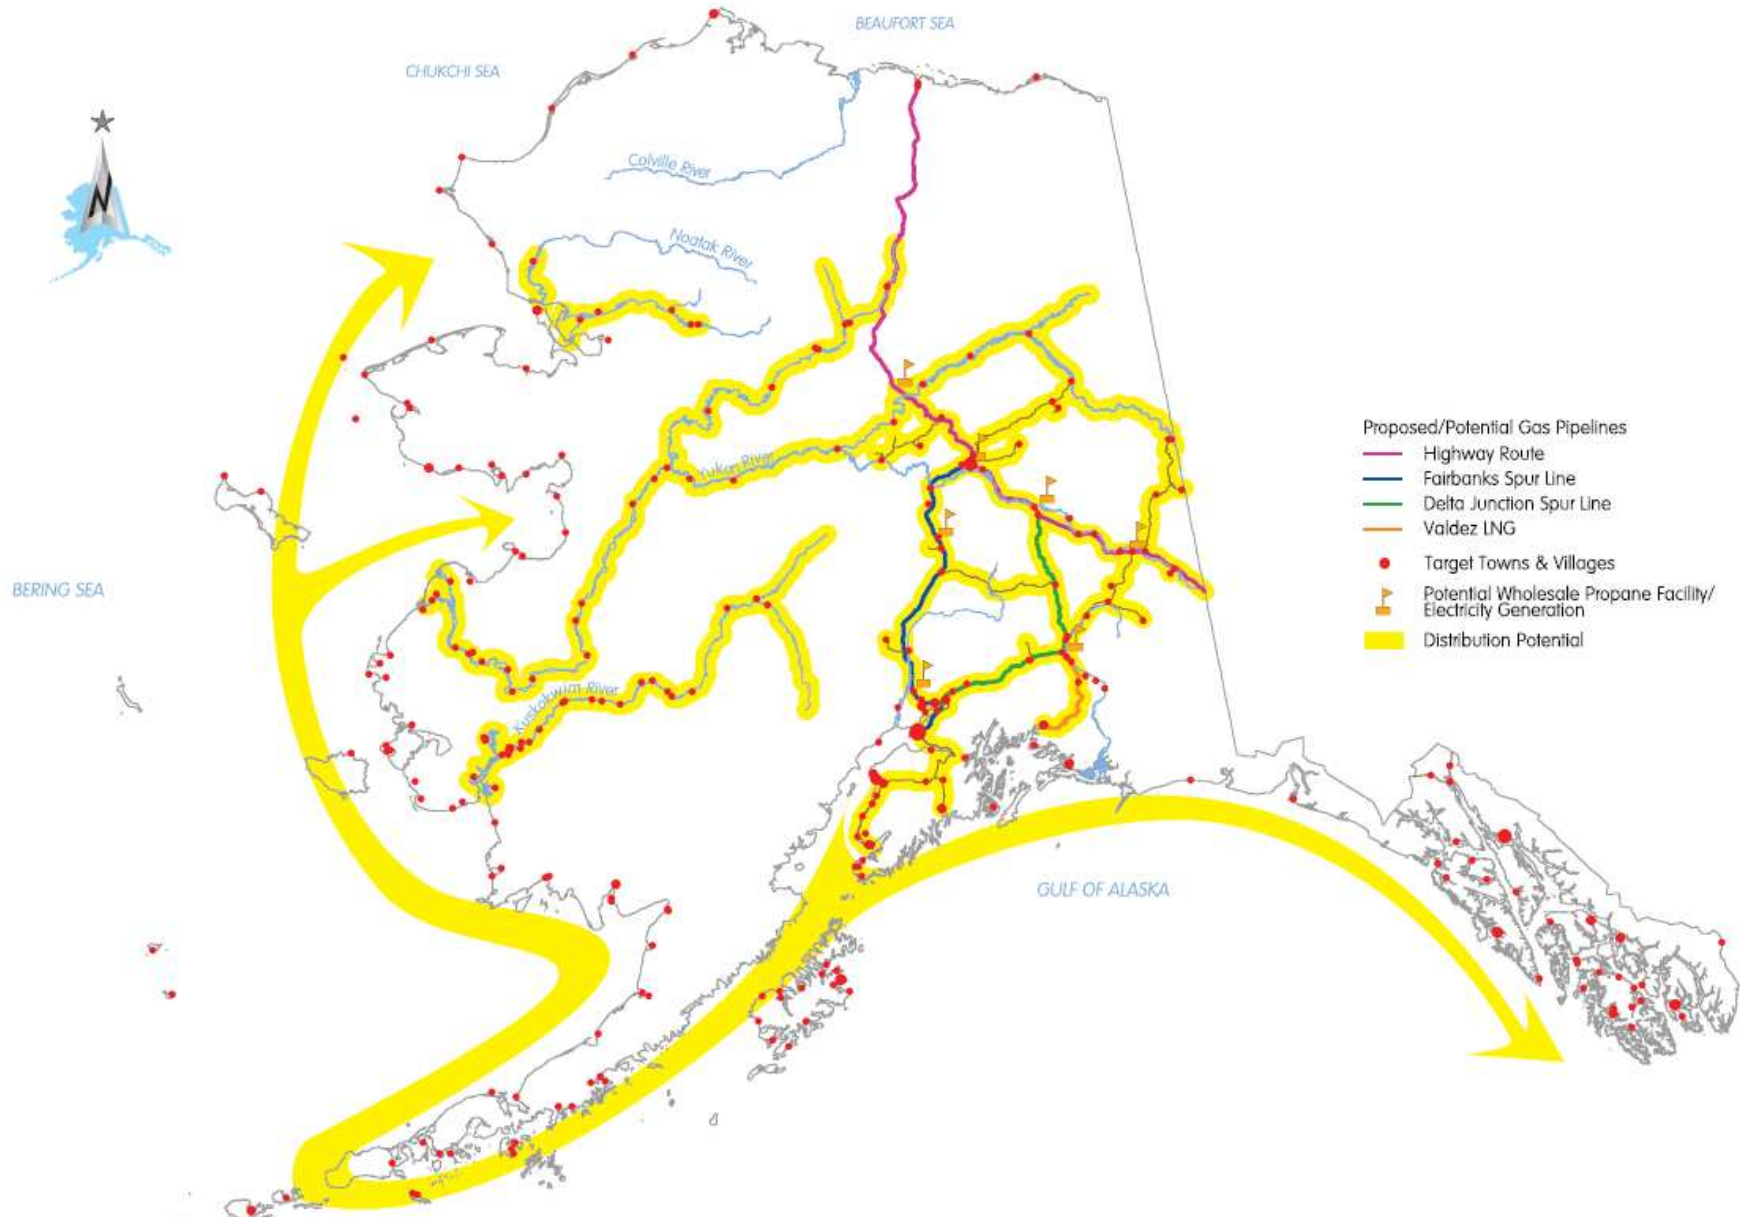 BEAUFORT SEA
CHUKCHI SEA
Colville River
N
Noatak River
Proposed/Potential Gas Pipelines
Highway Route
Yukon River
Fairbanks Spur Line
Delta Junction Spur Line
Valdez LNG
Target Towns & Villages
BERING SEA
Potential Wholesale Propane Facility/
Electricity Generation
Distribution Potential
Kuskokwim River
GULF OF ALASKA